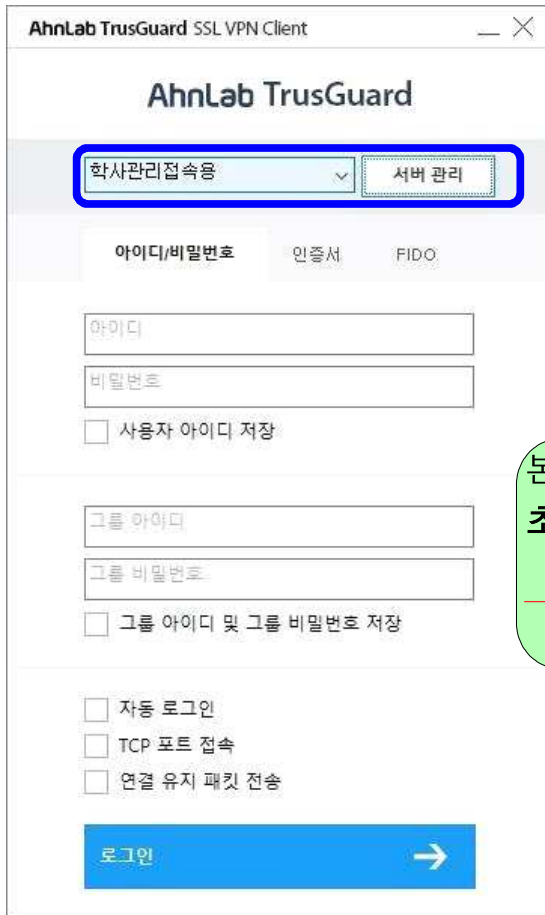 AhnLab TrusGuard SSL VPN Client
AhnLab TrusGuard
학사관리접속용 서버 관리
아이디/비밀번호 인증서 FIDO
아이디
비밀번호
사용자 아이디 저장
본
그룹 아이디
그룹 비밀번호
그룹 아이디 및 그룹 비밀번호 저장
자동 로그인
TCP 포트 접속
연결 유지 패킷 전송
로그인